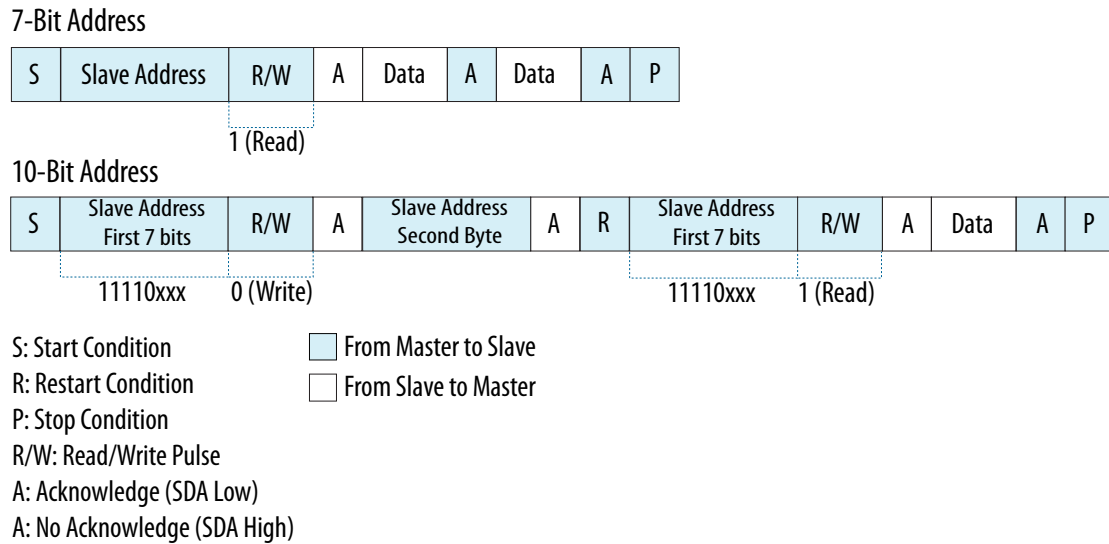 7-Bit Address
S Slave Address R/W A Data A Data A P
1 (Read)
10-Bit Address
S Slave Address First 7 bits R/W A Slave Address Second Byte A R Slave Address First 7 bits R/W A Data A P
11110xxx 0 (Write) 11110xxx 1 (Read)
S: Start Condition
R: Restart Condition
P: Stop Condition
R/W: Read/Write Pulse
A: Acknowledge (SDA Low)
A: No Acknowledge (SDA High)
From Master to Slave
From Slave to Master